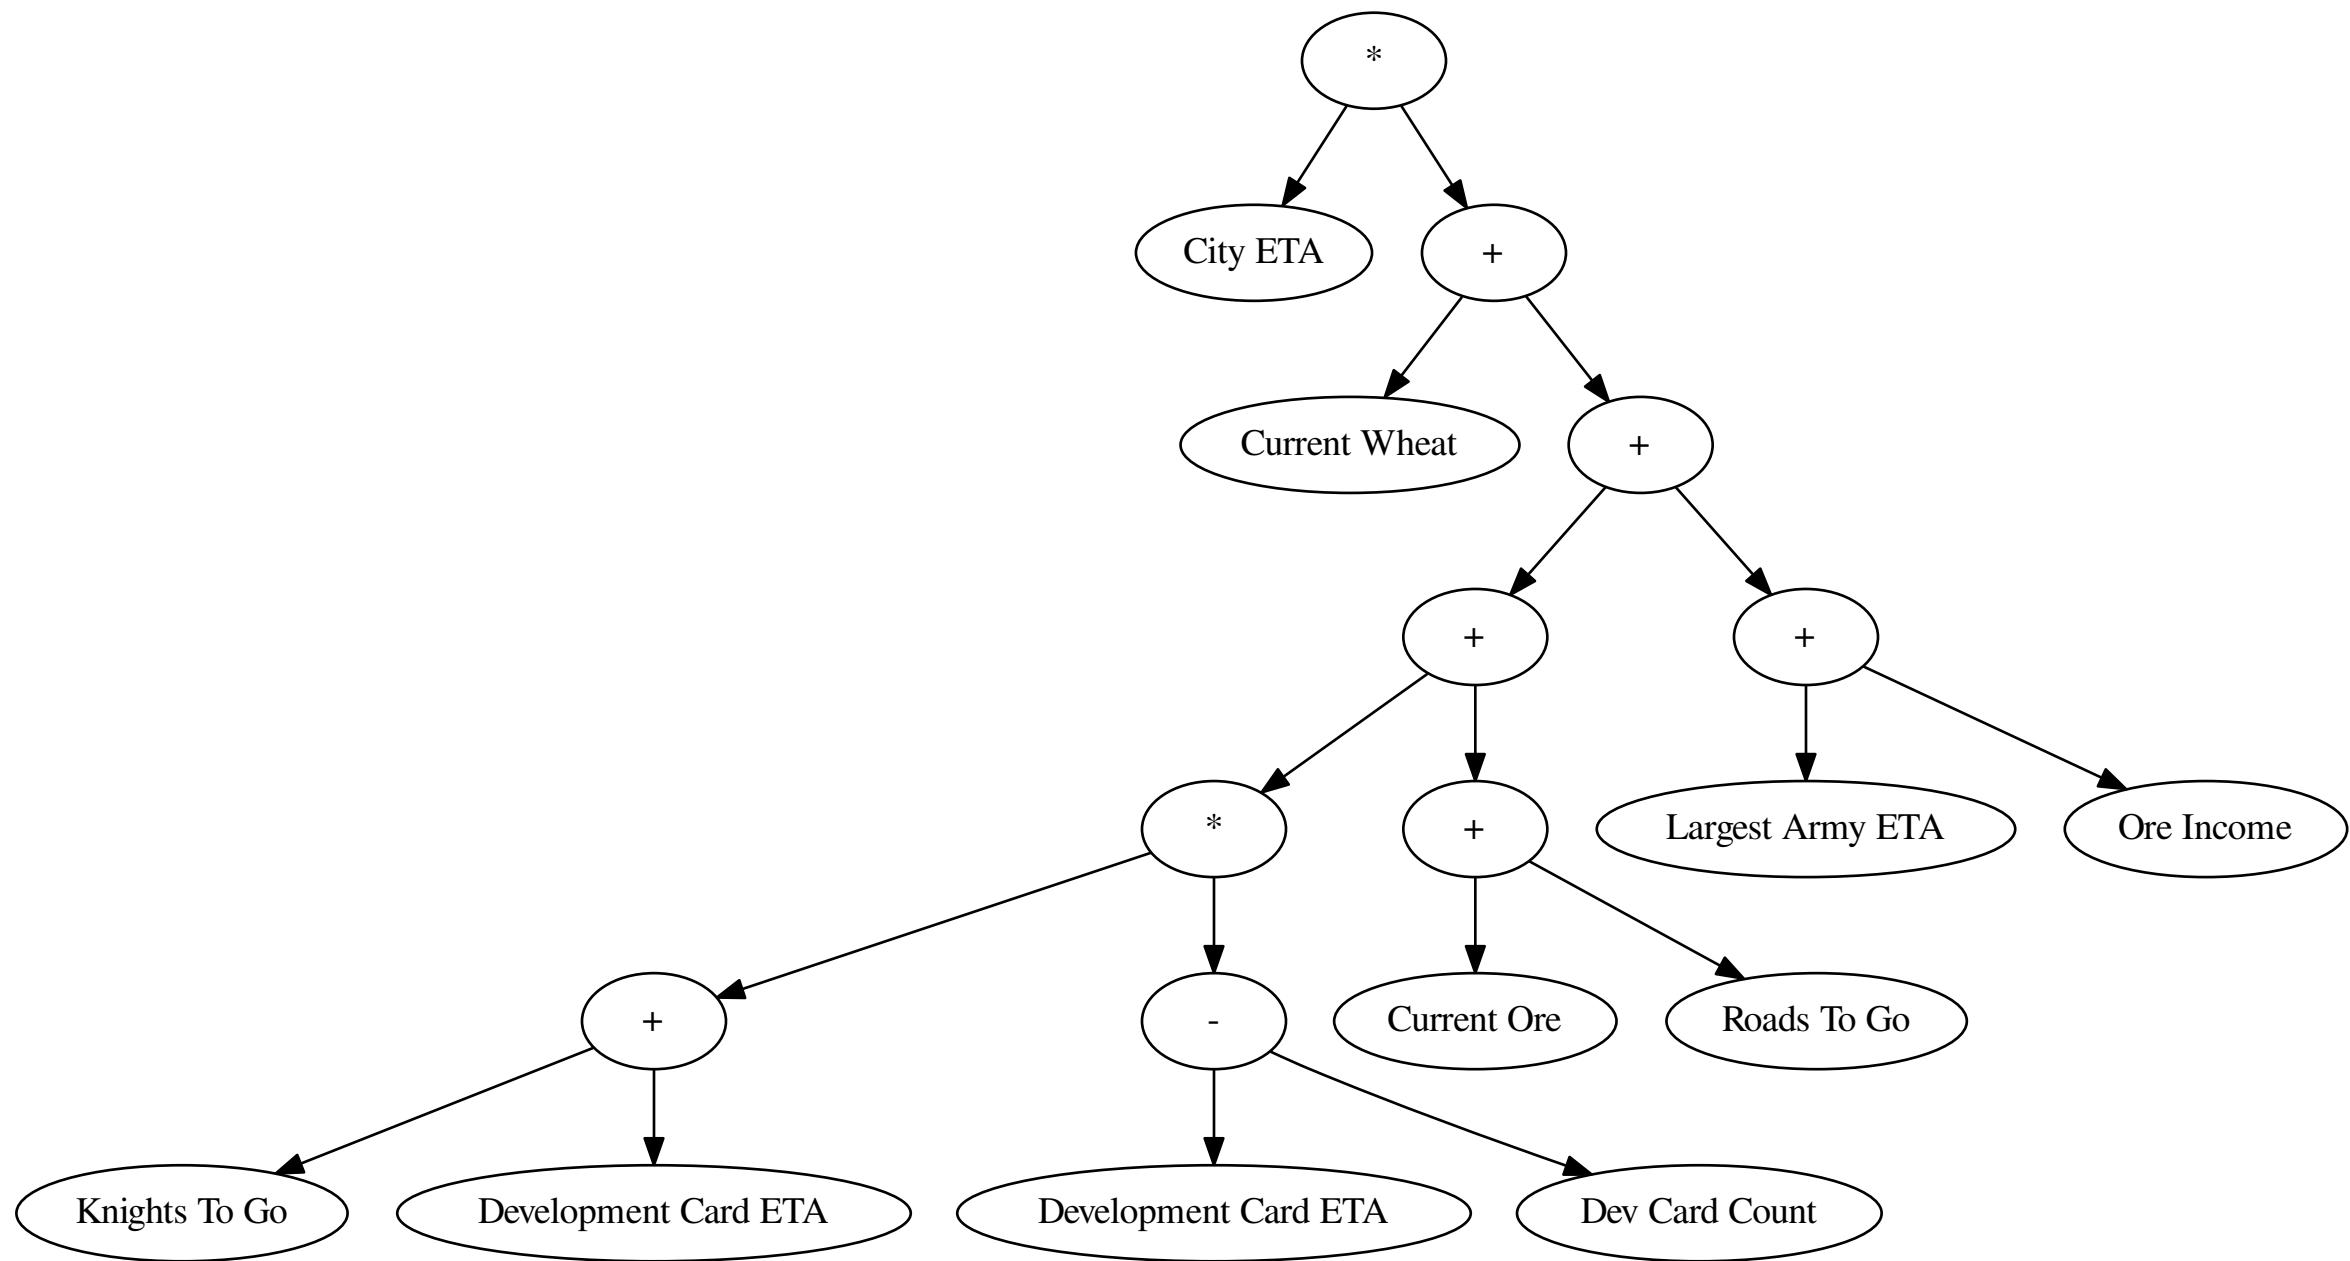 *
City ETA
+
Current Wheat
+
+
+
*
+
Largest Army ETA
Ore Income
+
-
Current Ore
Roads To Go
Knights To Go
Development Card ETA
Development Card ETA
Dev Card Count